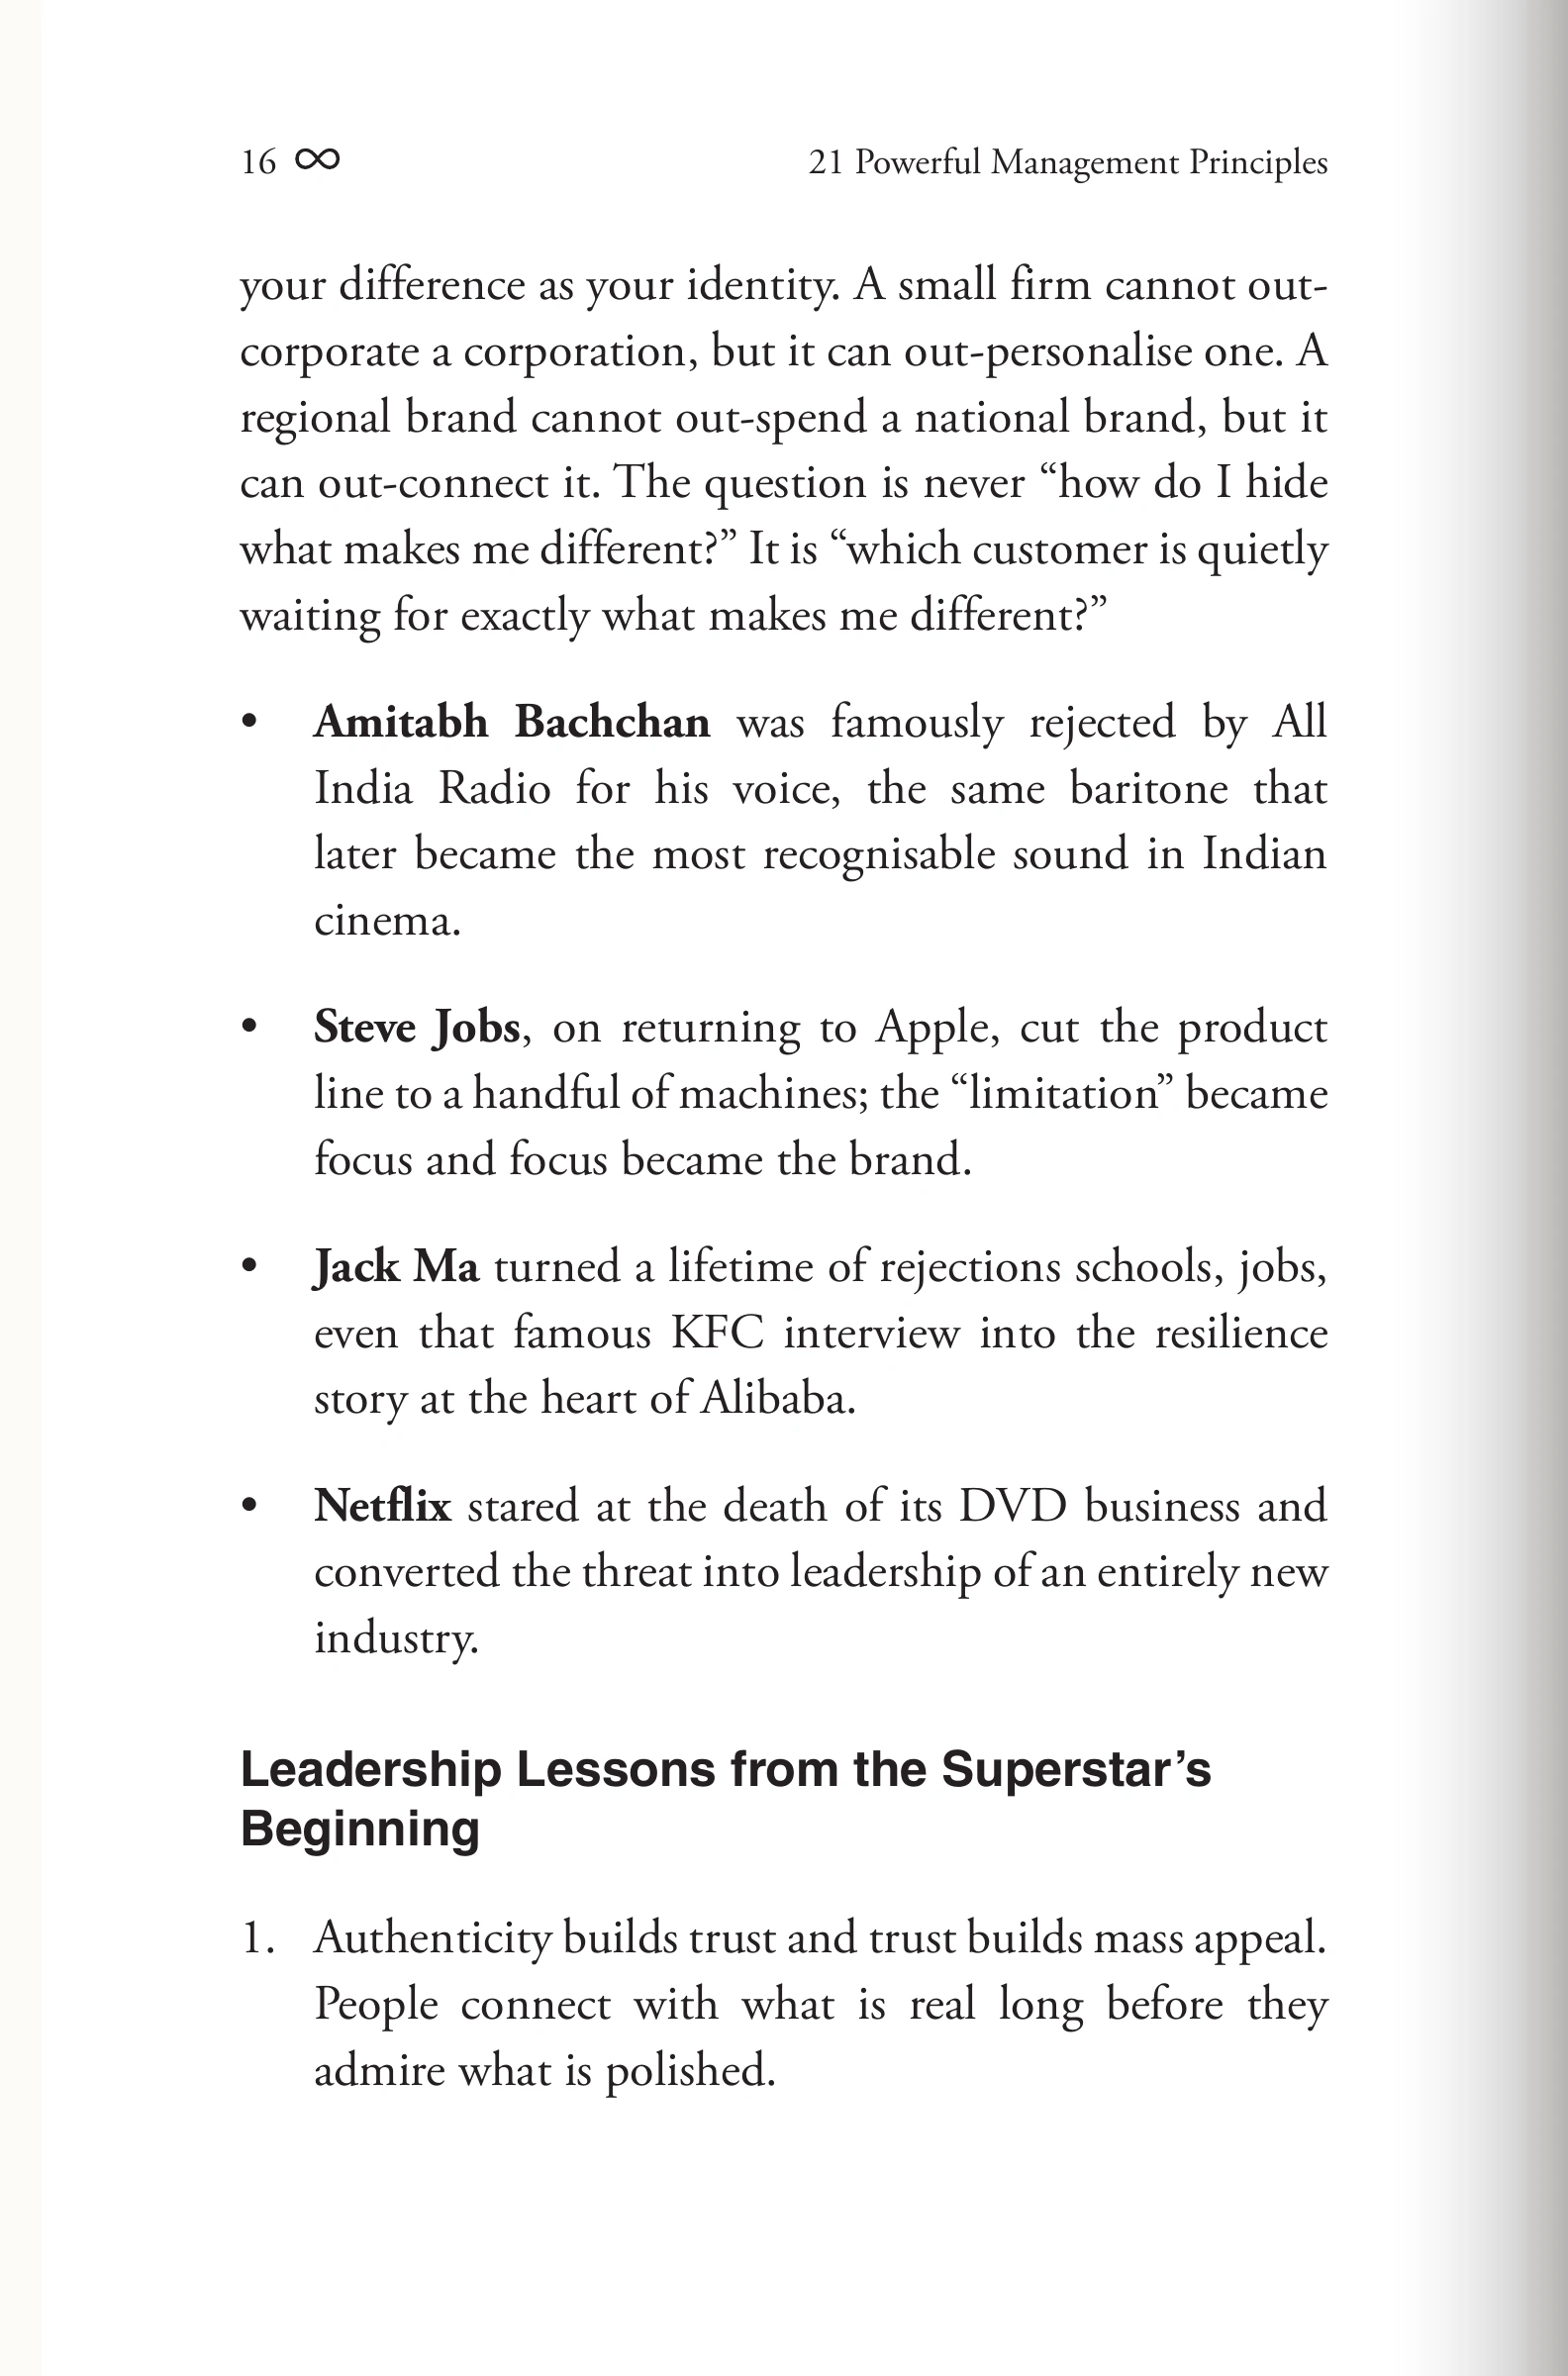 16 ∞ 21 Powerful Management Principles
your difference as your identity. A small firm cannot out-
corporate a corporation, but it can out-personalise one. A
regional brand cannot out-spend a national brand, but it
can out-connect it. The question is never “how do I hide
what makes me different?” It is “which customer is quietly
waiting for exactly what makes me different?”
• Amitabh Bachchan was famously rejected by All
India Radio for his voice, the same baritone that
later became the most recognisable sound in Indian
cinema.
• Steve Jobs, on returning to Apple, cut the product
line to a handful of machines; the “limitation” became
focus and focus became the brand.
• Jack Ma turned a lifetime of rejections schools, jobs,
even that famous KFC interview into the resilience
story at the heart of Alibaba.
• Netflix stared at the death of its DVD business and
converted the threat into leadership of an entirely new
industry.
Leadership Lessons from the Superstar’s
Beginning
1. Authenticity builds trust and trust builds mass appeal.
People connect with what is real long before they
admire what is polished.